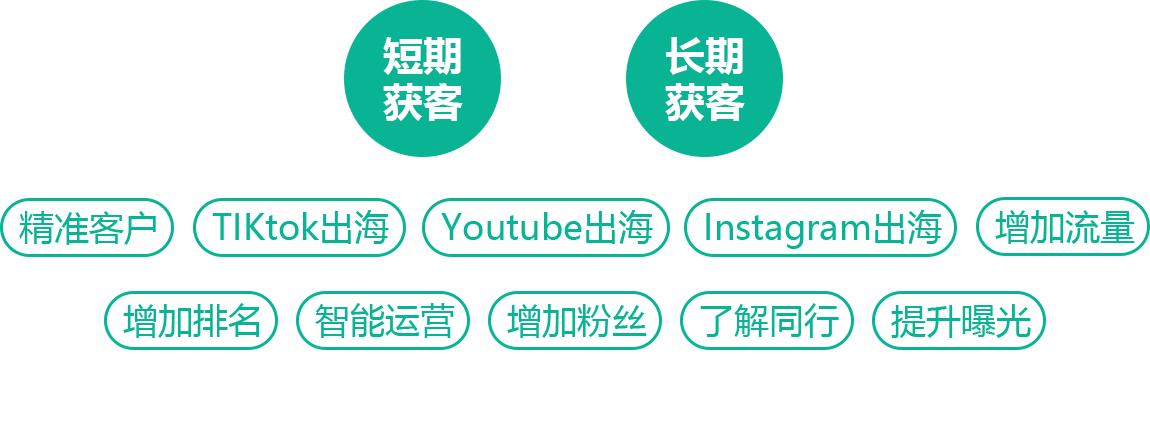 短期
获客
长期
获客
精准客户
TIKtok出海
Youtube出海
Instagram出海
增加流量
增加排名
智能运营
增加粉丝
了解同行
提升曝光